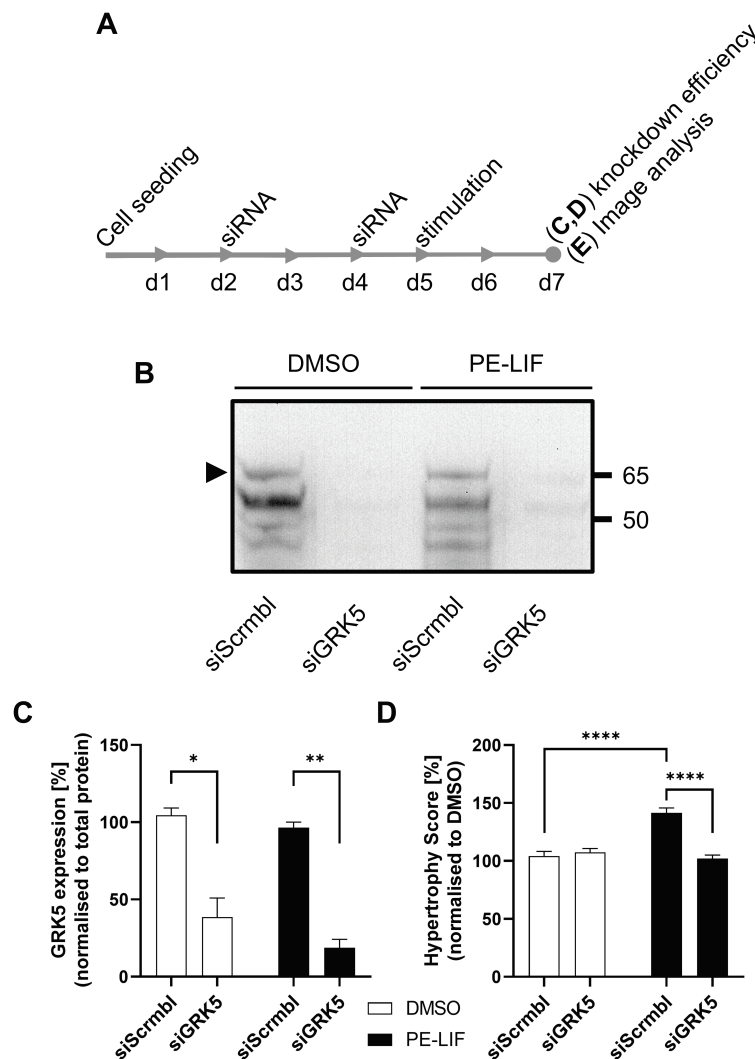 A
Cell seeding
siRNA
siRNA
stimulation
(C,D) knockdown efficiency
(E) Image analysis
d1 d2 d3 d4 d5 d6 d7
B
DMSO PE-LIF
65
50
siScrmbl siGRK5 siScrmbl siGRK5
C
GRK5 expression [%]
(normalised to total protein)
150
100
50
0
* **
siScrmbl siGRK5 siScrmbl siGRK5
DMSO
PE-LIF
D
Hypertrophy Score [%]
(normalised to DMSO)
200
150
100
50
0
****
****
siScrmbl siGRK5 siScrmbl siGRK5